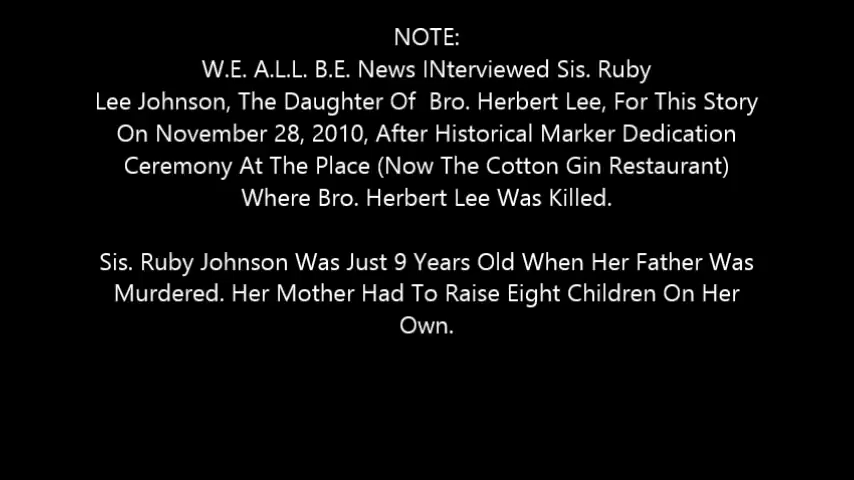 NOTE:
W.E. A.L.L. B.E. News INterviewed Sis. Ruby
Lee Johnson, The Daughter Of Bro. Herbert Lee, For This Story
On November 28, 2010, After Historical Marker Dedication
Ceremony At The Place (Now The Cotton Gin Restaurant)
Where Bro. Herbert Lee Was Killed.
Sis. Ruby Johnson Was Just 9 Years Old When Her Father Was
Murdered. Her Mother Had To Raise Eight Children On Her
Own.